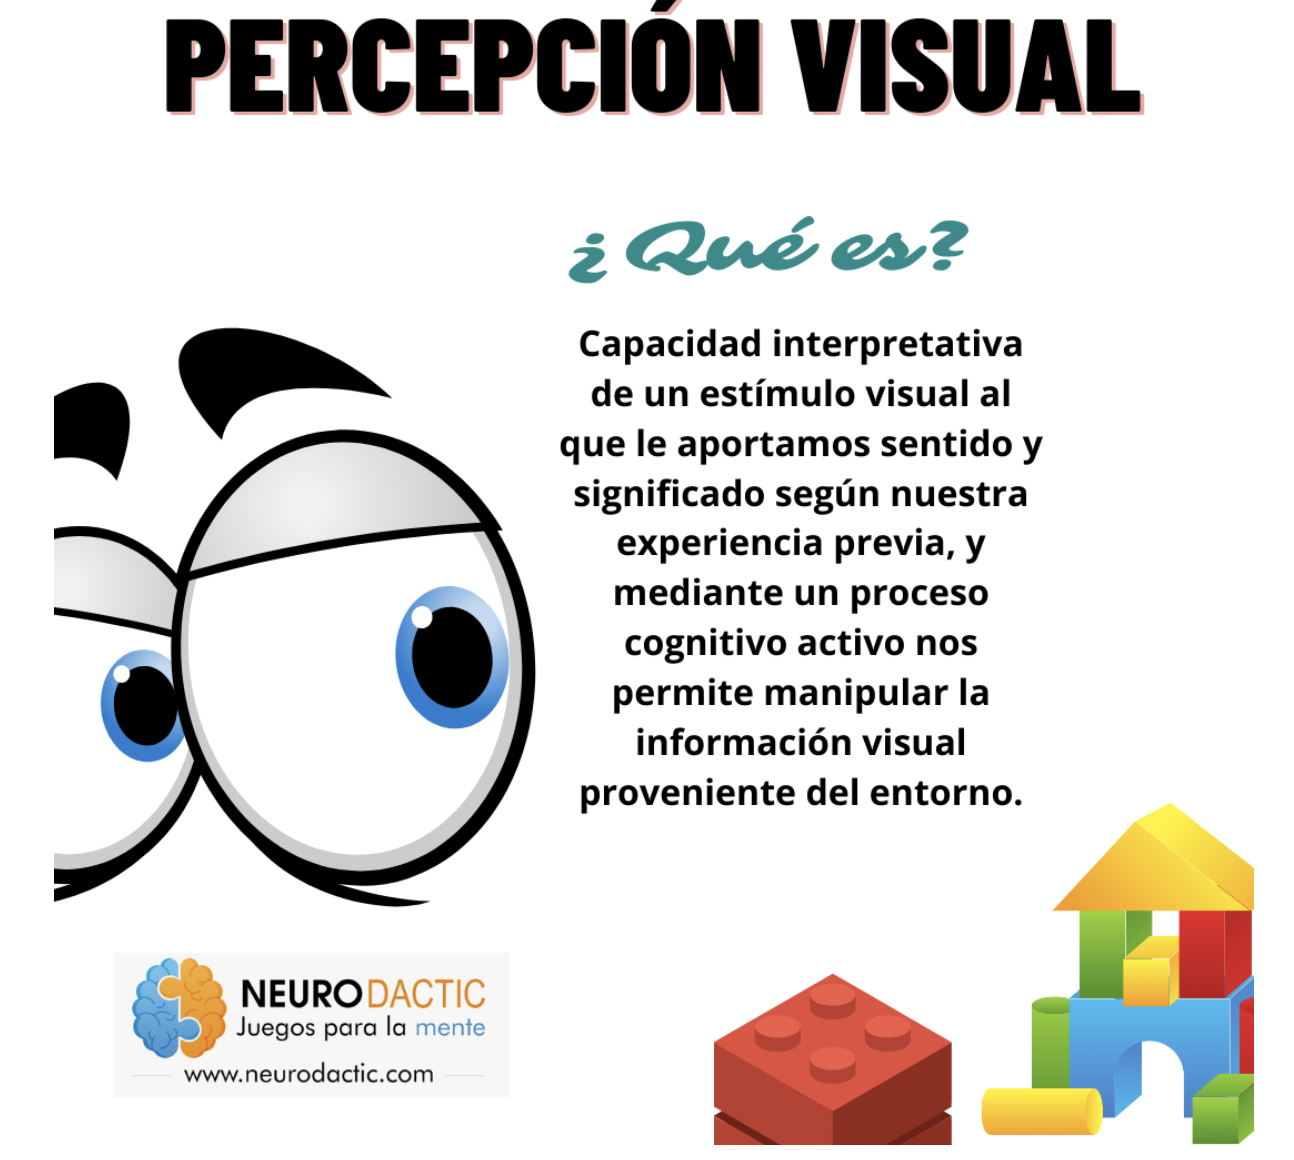 PERCEPCIÓN VISUAL
¿Qué es?
Capacidad interpretativa
de un estímulo visual al
que le aportamos sentido y
significado según nuestra
experiencia previa, y
mediante un proceso
cognitivo activo nos
permite manipular la
información visual
proveniente del entorno.
NEURODACTIC
Juegos para la mente
www.neurodactic.com